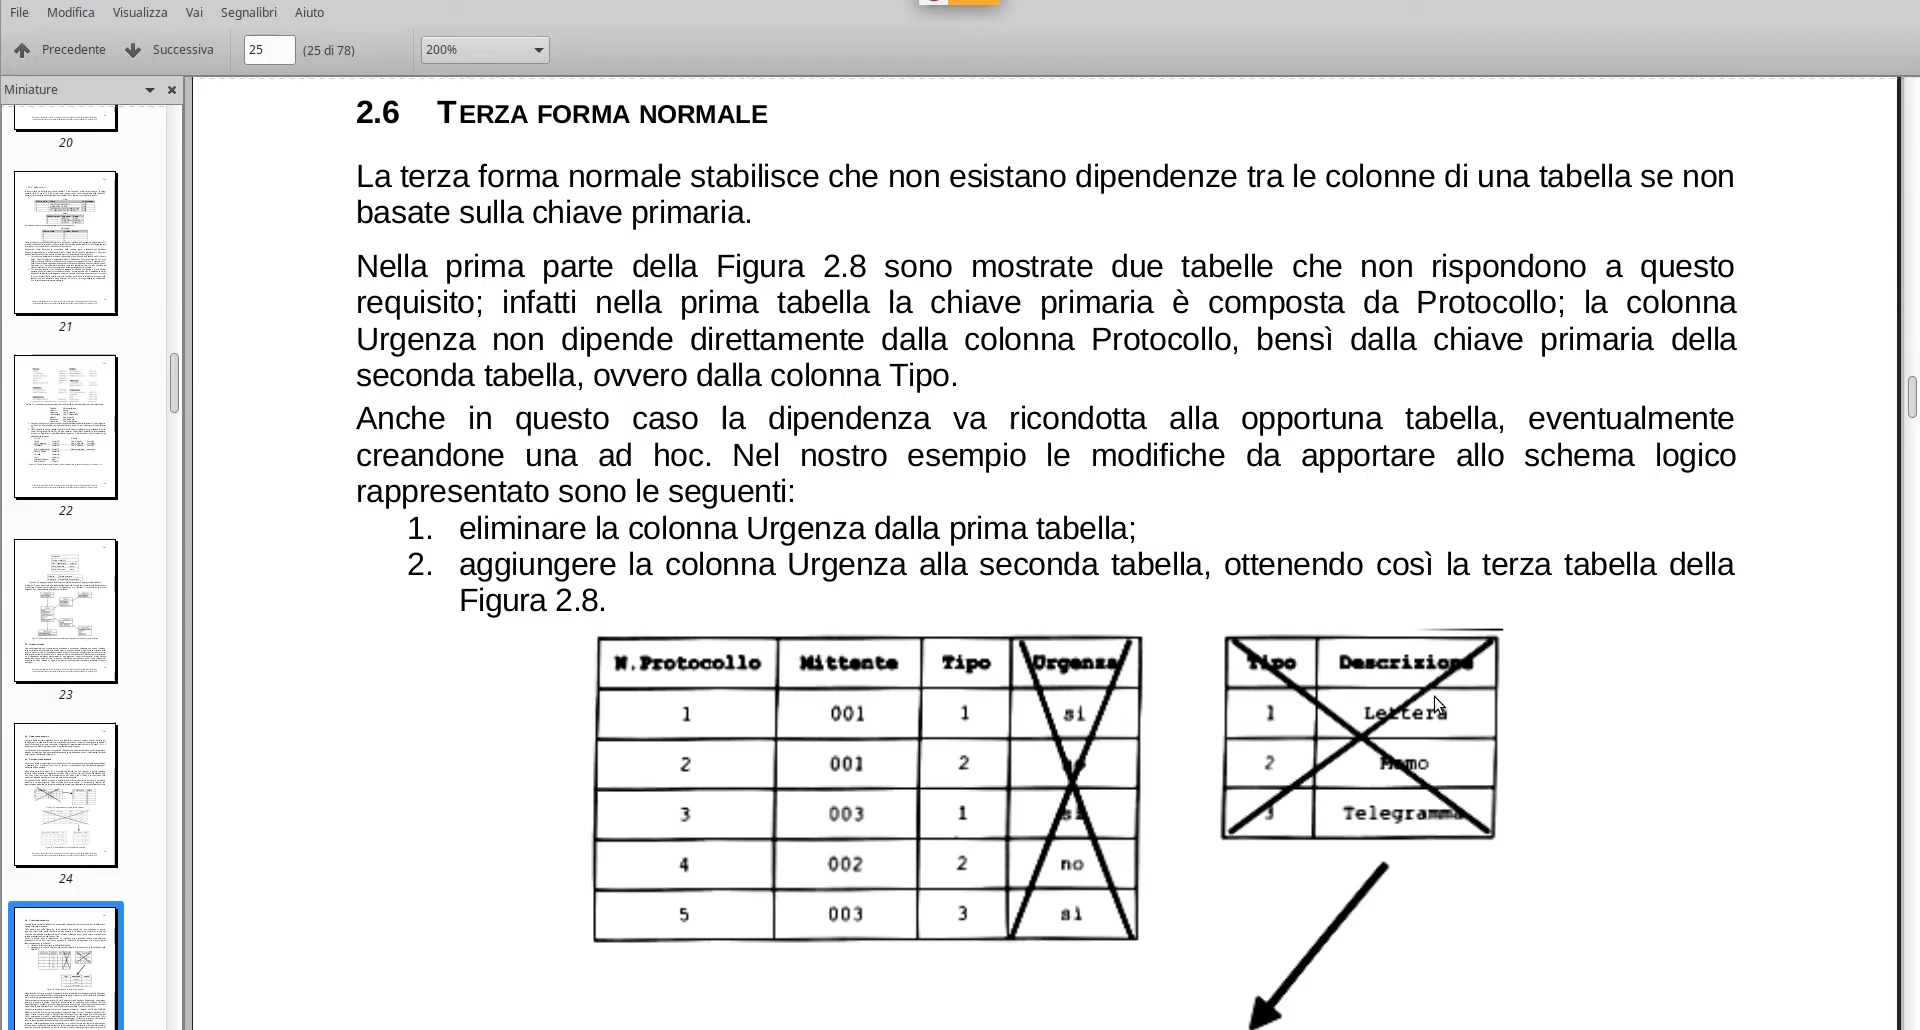 File Modifica Visualizza Vai Segnalibri Aiuto
Precedente Successiva 25 (25 di 78) 200%
Miniature
20
21
22
23
24
2.6 TERZA FORMA NORMALE
La terza forma normale stabilisce che non esistano dipendenze tra le colonne di una tabella se non
basate sulla chiave primaria.
Nella prima parte della Figura 2.8 sono mostrate due tabelle che non rispondono a questo
requisito; infatti nella prima tabella la chiave primaria è composta da Protocollo; la colonna
Urgenza non dipende direttamente dalla colonna Protocollo, bensì dalla chiave primaria della
seconda tabella, ovvero dalla colonna Tipo.
Anche in questo caso la dipendenza va ricondotta alla opportuna tabella, eventualmente
creandone una ad hoc. Nel nostro esempio le modifiche da apportare allo schema logico
rappresentato sono le seguenti:
1. eliminare la colonna Urgenza dalla prima tabella;
2. aggiungere la colonna Urgenza alla seconda tabella, ottenendo così la terza tabella della
Figura 2.8.
N.Protocollo Mittente Tipo Urgenza
1 001 1 si
2 001 2
3 003 1 si
4 002 2 no
5 003 3 sì
Tipo Descrizione
1 Lettera
2 Memo
3 Telegramma